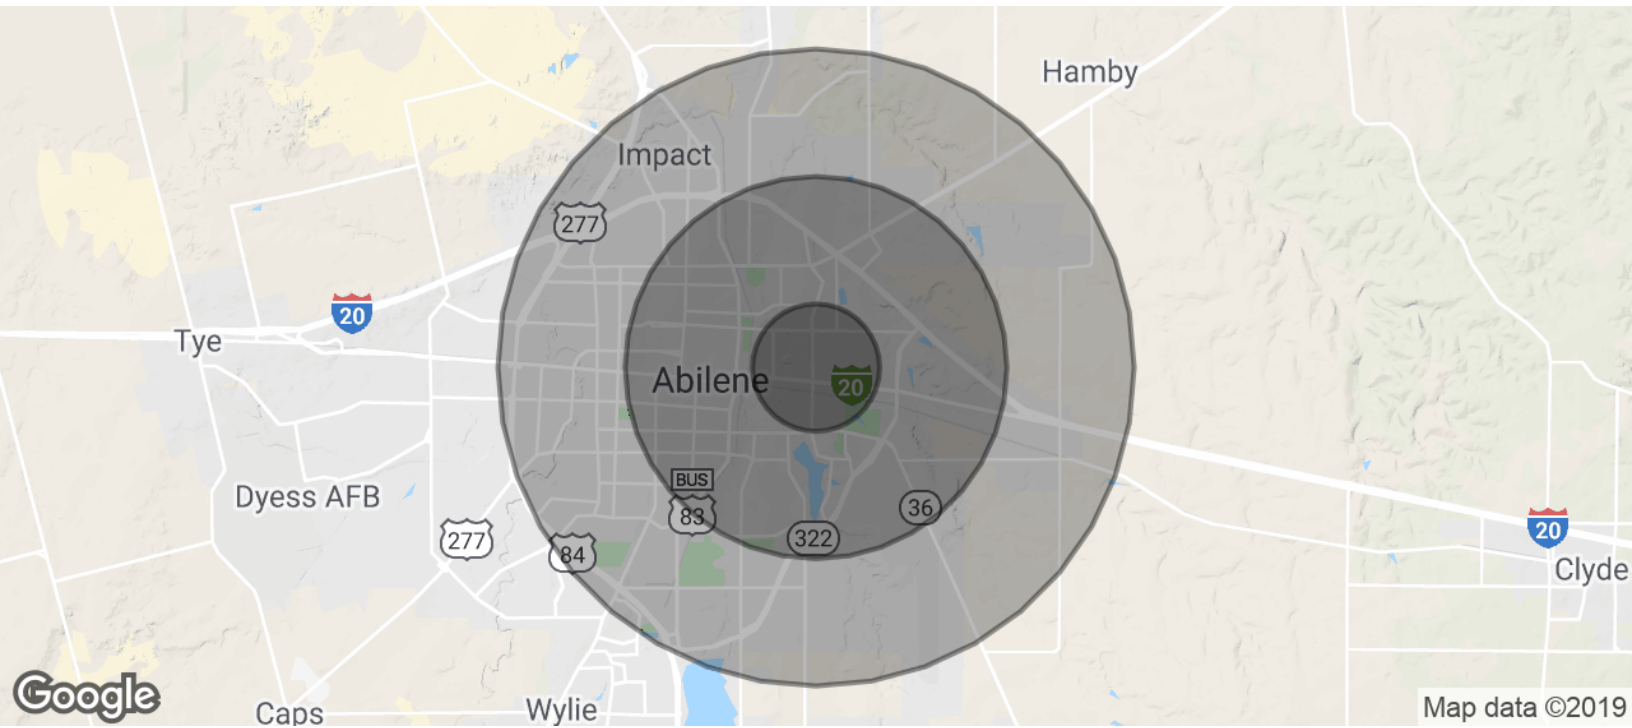 Hamby
Impact
277
20
Tye
Abilene
20
BUS
83
Dyess AFB
36
277
84
322
20
Clyde
Google
Caps
Wylie
Map data ©2019